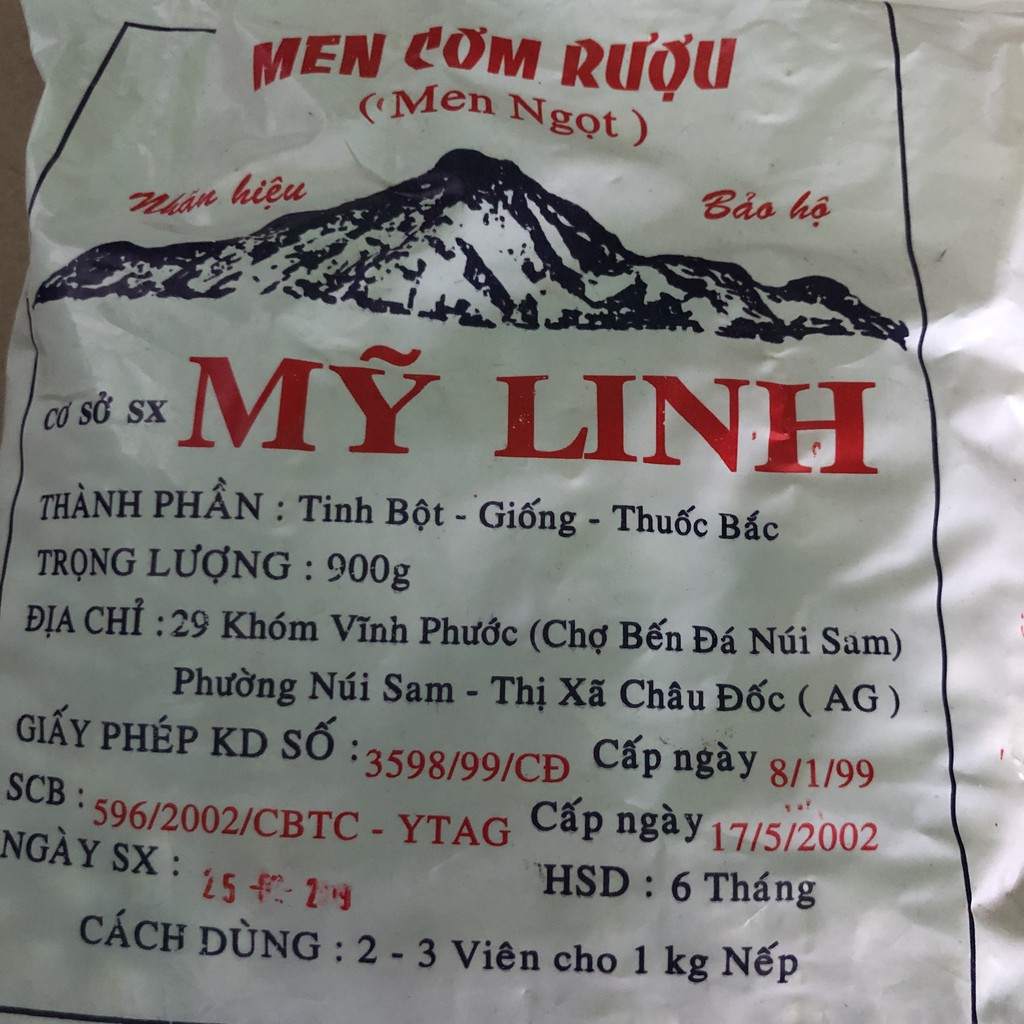 MEN CƠM RƯỢU
( Men Ngọt )
Nhãn hiệu Bảo hộ
CƠ SỞ SX MỸ LINH
THÀNH PHẦN : Tinh Bột - Giống - Thuốc Bắc
TRỌNG LƯỢNG : 900g
ĐỊA CHỈ : 29 Khóm Vĩnh Phước (Chợ Bến Đá Núi Sam)
Phường Núi Sam - Thị Xã Châu Đốc ( AG )
GIẤY PHÉP KD SỐ : 3598/99/CĐ Cấp ngày 8/1/99
SCB : 596/2002/CBTC - YTAG Cấp ngày 17/5/2002
NGÀY SX : 25 HSD : 6 Tháng
CÁCH DÙNG : 2 - 3 Viên cho 1 kg Nếp